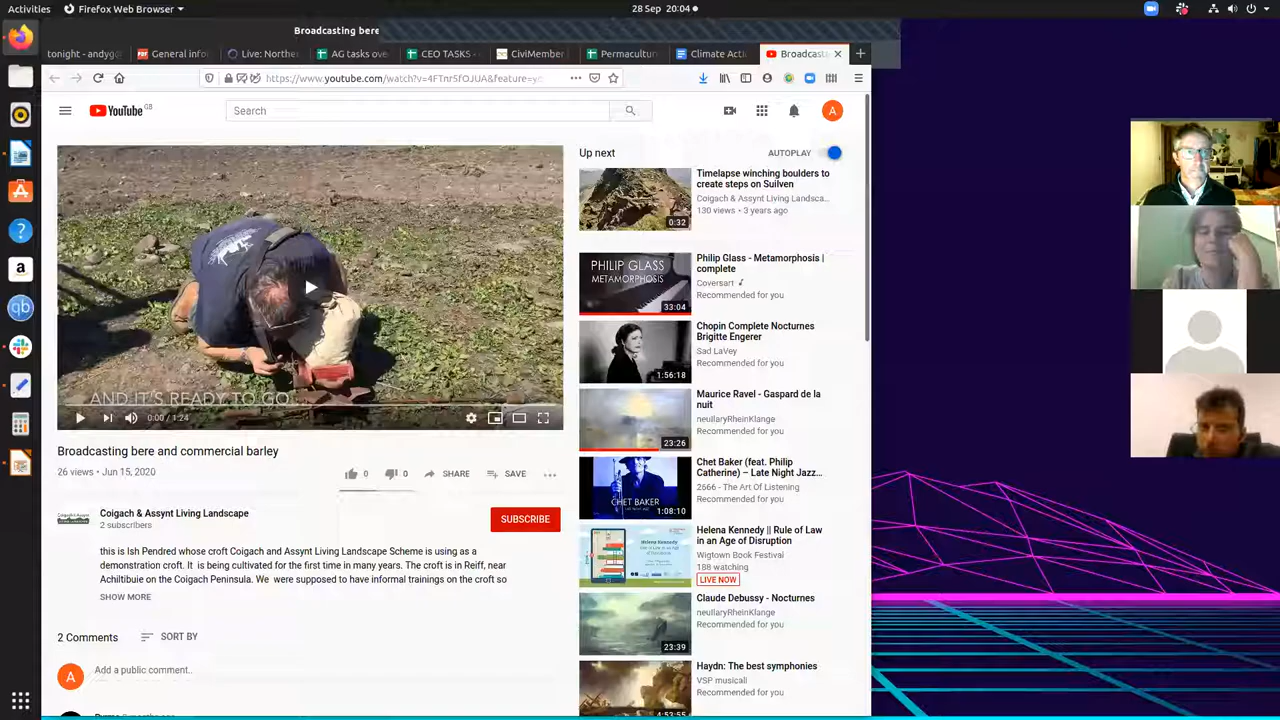 Activities
Firefox Web Browser
28 Sep 20:04
Broadcasting bere
tonight - andygo
PDF General info
Live: Northe
AG tasks ove
CEO TASKS -
CiviMember
Permacultur
Climate Acti
Broadcast
https://www.youtube.com/watch?v=4FTnr5fOJUA&feature=yo
YouTube GB
Search
A
AND IT'S READY TO GO...
0:00 / 1:24
Broadcasting bere and commercial barley
26 views • Jun 15, 2020
0
0
SHARE
SAVE
Coigach & Assynt Living Landscape
2 subscribers
SUBSCRIBE
this is Ish Pendred whose croft Coigach and Assynt Living Landscape Scheme is using as a
demonstration croft. It is being cultivated for the first time in many years. The croft is in Reiff, near
Achiltibuie on the Coigach Peninsula. We were supposed to have informal trainings on the croft so
SHOW MORE
2 Comments
SORT BY
A
Add a public comment..
Up next
AUTOPLAY
Timelapse winching boulders to
create steps on Suilven
Coigach & Assynt Living Landsca...
130 views • 3 years ago
0:32
PHILIP GLASS
METAMORPHOSIS
33:04
Philip Glass - Metamorphosis |
complete
Coversart
Recommended for you
Chopin Complete Nocturnes
Brigitte Engerer
Sad LaVey
Recommended for you
1:56:18
Maurice Ravel - Gaspard de la
nuit
neuIlaryRheinKlange
Recommended for you
23:26
CHET BAKER
1:08:10
Chet Baker (feat. Philip
Catherine) – Late Night Jazz...
2666 - The Art Of Listening
Recommended for you
Helena Kennedy || Rule of Law
in an Age of Disruption
Wigtown Book Festival
188 watching
LIVE NOW
Claude Debussy - Nocturnes
neuIlaryRheinKlange
Recommended for you
23:39
Haydn: The best symphonies
VSP musicali
Recommended for you
4:53:55